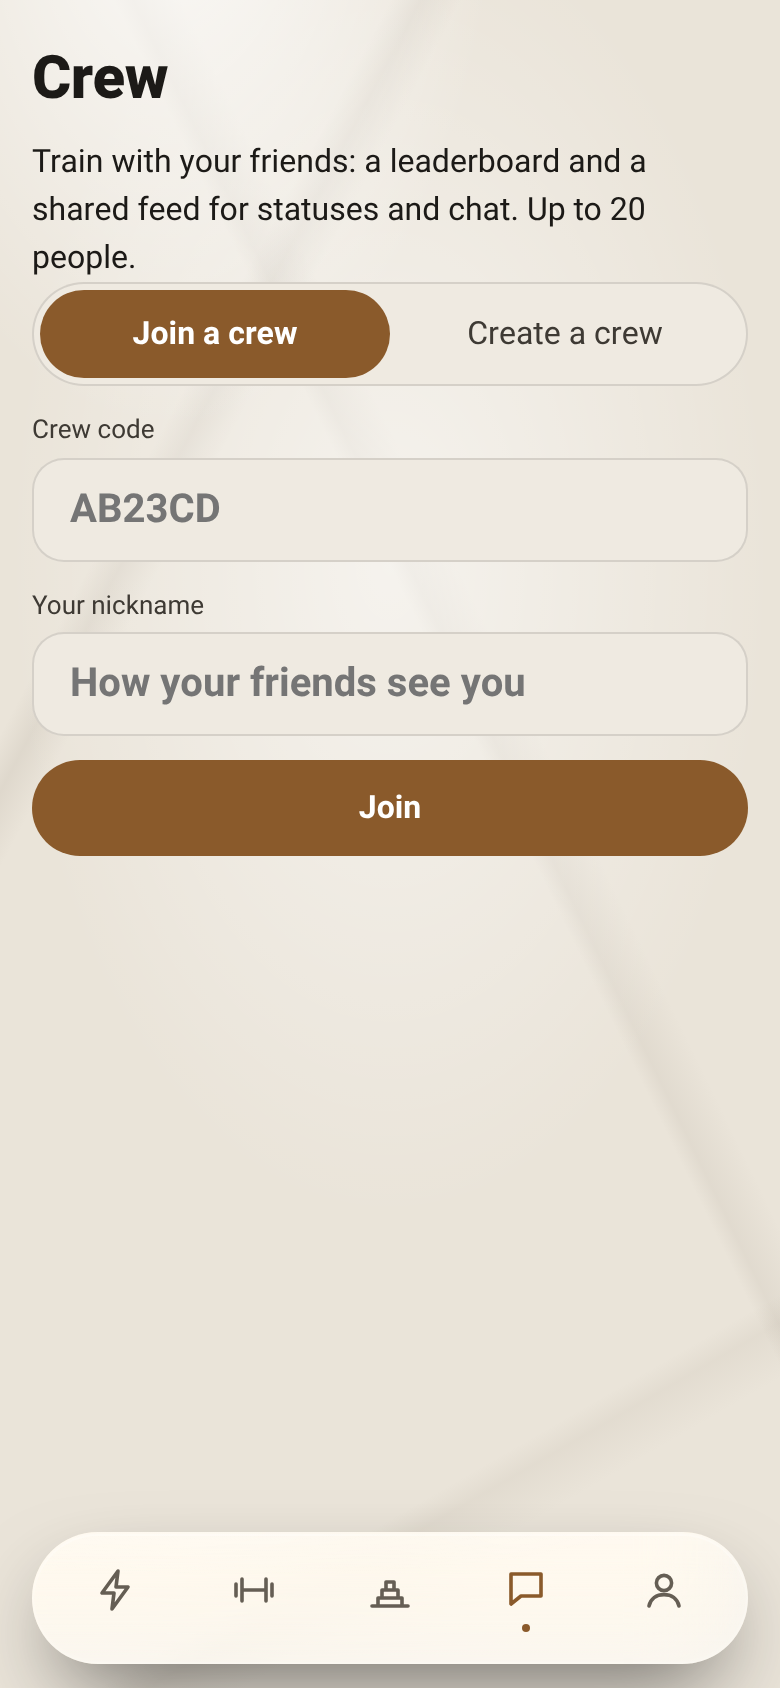 Crew
Train with your friends: a leaderboard and a
shared feed for statuses and chat. Up to 20
people.
Join a crew
Create a crew
Crew code
AB23CD
Your nickname
How your friends see you
Join